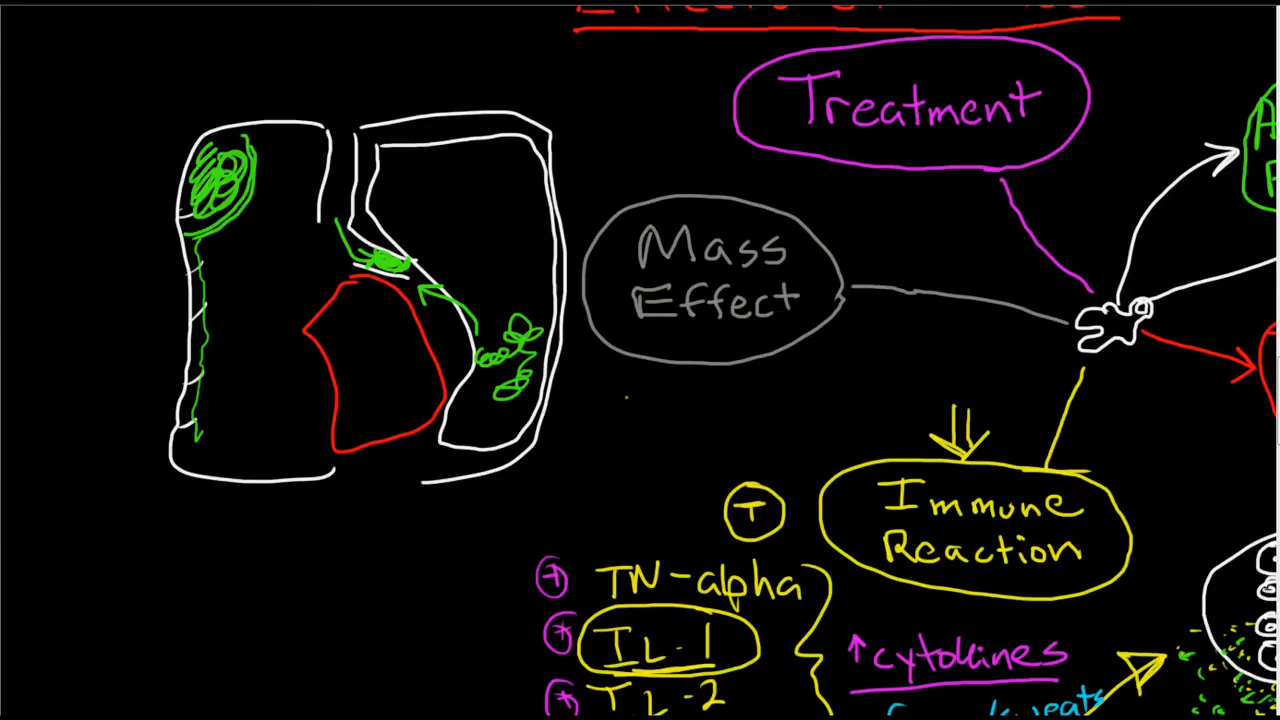 Treatment
Mass
Effect
Immune
Reaction
T
TN-alpha
IL-1
IL-2
↑cytokines